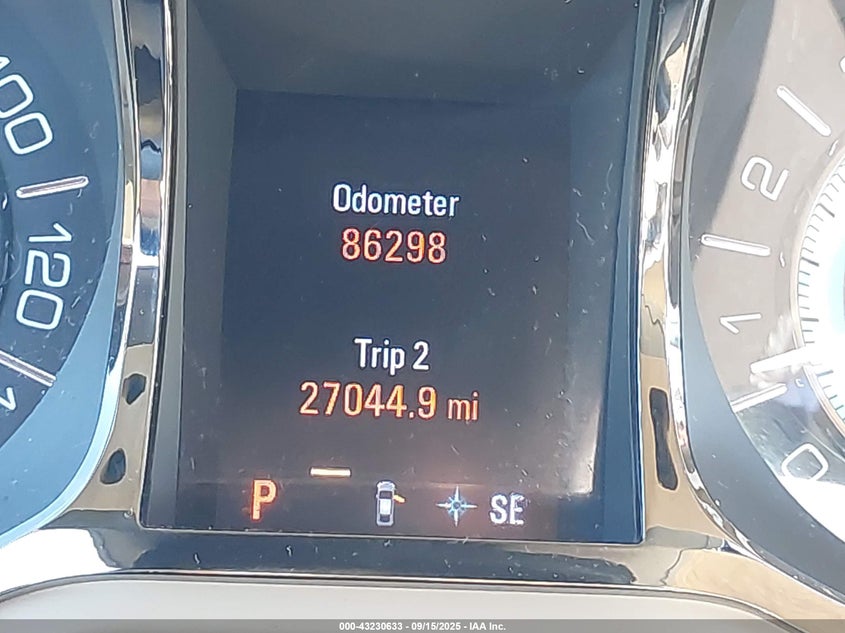 100
120
Odometer
86298
Trip 2
27044.9 mi
P
SE
2
1
0
000-43230633 - 09/15/2025 - IAA Inc.